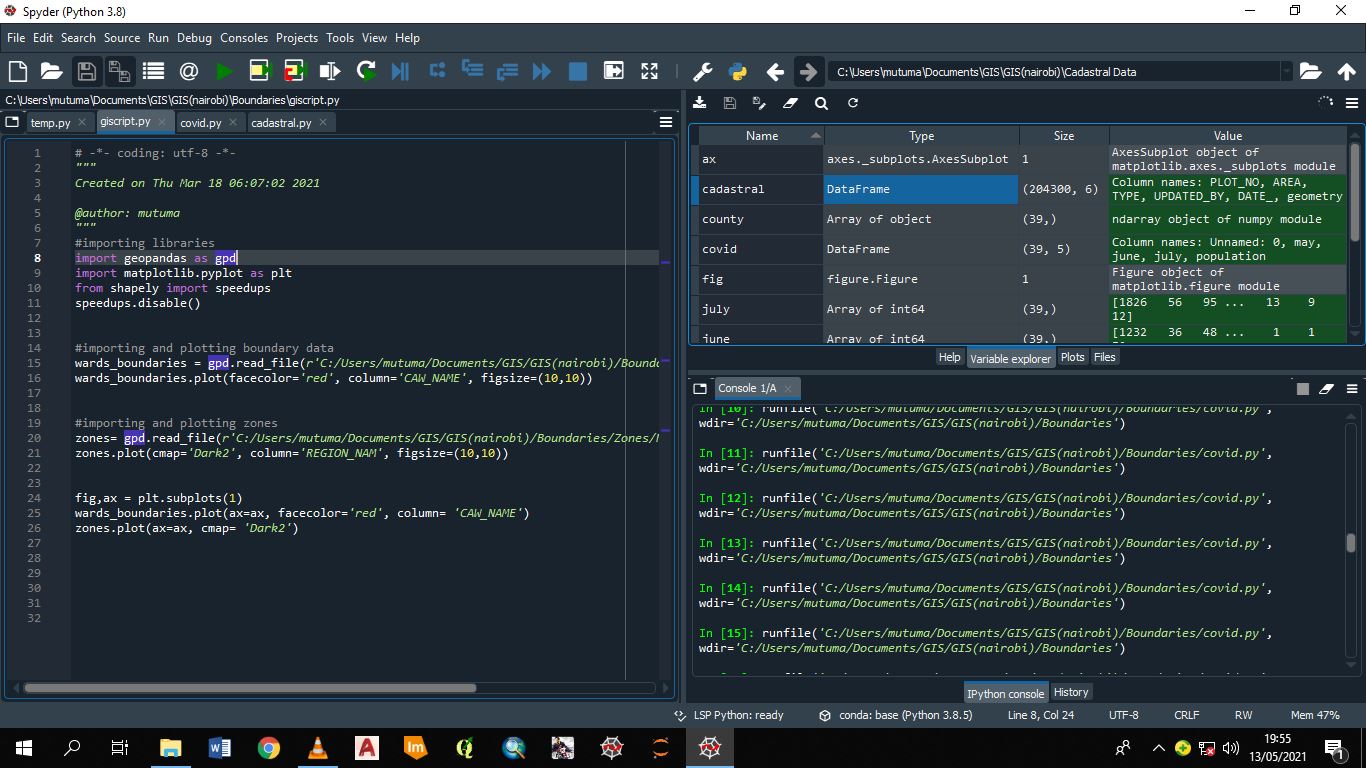 Spyder (Python 3.8)
File Edit Search Source Run Debug Consoles Projects Tools View Help
C:\Users\mutuma\Documents\GIS\GIS(nairobi)\Cadastral Data
C:\Users\mutuma\Documents\GIS\GIS(nairobi)\Boundaries\giscript.py
temp.py giscript.py covid.py cadastral.py
1 # -*- coding: utf-8 -*-
2 """
3 Created on Thu Mar 18 06:07:02 2021
4
5 @author: mutuma
6 """
7 #importing libraries
8 import geopandas as gpd
9 import matplotlib.pyplot as plt
10 from shapely import speedups
11 speedups.disable()
12
13
14 #importing and plotting boundary data
15 wards_boundaries = gpd.read_file(r'C:/Users/mutuma/Documents/GIS/GIS(nairobi)/Bound
16 wards_boundaries.plot(facecolor='red', column='CAW_NAME', figsize=(10,10))
17
18
19 #importing and plotting zones
20 zones= gpd.read_file(r'C:/Users/mutuma/Documents/GIS/GIS(nairobi)/Boundaries/Zones/
21 zones.plot(cmap='Dark2', column='REGION_NAM', figsize=(10,10))
22
23
24 fig,ax = plt.subplots(1)
25 wards_boundaries.plot(ax=ax, facecolor='red', column= 'CAW_NAME')
26 zones.plot(ax=ax, cmap= 'Dark2')
27
28
29
30
31
32
Name Type Size Value
ax axes._subplots.AxesSubplot 1 AxesSubplot object of
matplotlib.axes._subplots module
cadastral DataFrame (204300, 6) Column names: PLOT_NO, AREA,
TYPE, UPDATED_BY, DATE_, geometry
county Array of object (39,) ndarray object of numpy module
covid DataFrame (39, 5) Column names: Unnamed: 0, may,
june, july, population
fig figure.Figure 1 Figure object of
matplotlib.figure module
july Array of int64 (39,) [1826 56 95 ... 13 9
12]
june Array of int64 (39,) [1232 36 48 ... 1 1
Help Variable explorer Plots Files
Console 1/A
In [10]: runfile('C:/Users/mutuma/Documents/GIS/GIS(nairobi)/Boundaries/covid.py',
wdir='C:/Users/mutuma/Documents/GIS/GIS(nairobi)/Boundaries')
In [11]: runfile('C:/Users/mutuma/Documents/GIS/GIS(nairobi)/Boundaries/covid.py',
wdir='C:/Users/mutuma/Documents/GIS/GIS(nairobi)/Boundaries')
In [12]: runfile('C:/Users/mutuma/Documents/GIS/GIS(nairobi)/Boundaries/covid.py',
wdir='C:/Users/mutuma/Documents/GIS/GIS(nairobi)/Boundaries')
In [13]: runfile('C:/Users/mutuma/Documents/GIS/GIS(nairobi)/Boundaries/covid.py',
wdir='C:/Users/mutuma/Documents/GIS/GIS(nairobi)/Boundaries')
In [14]: runfile('C:/Users/mutuma/Documents/GIS/GIS(nairobi)/Boundaries/covid.py',
wdir='C:/Users/mutuma/Documents/GIS/GIS(nairobi)/Boundaries')
In [15]: runfile('C:/Users/mutuma/Documents/GIS/GIS(nairobi)/Boundaries/covid.py',
wdir='C:/Users/mutuma/Documents/GIS/GIS(nairobi)/Boundaries')
IPython console History
LSP Python: ready conda: base (Python 3.8.5) Line 8, Col 24 UTF-8 CRLF RW Mem 47%
19:55
13/05/2021
1